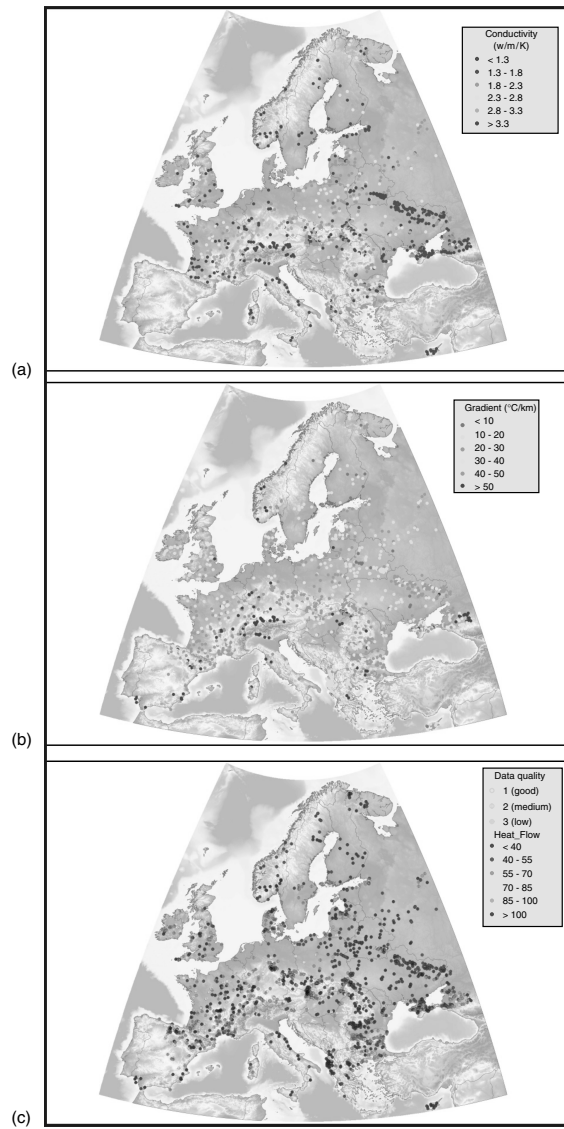 Conductivity
(w/m/K)
< 1.3
1.3 - 1.8
1.8 - 2.3
2.3 - 2.8
2.8 - 3.3
> 3.3
(a)
Gradient (°C/km)
< 10
10 - 20
20 - 30
30 - 40
40 - 50
> 50
(b)
Data quality
1 (good)
2 (medium)
3 (low)
Heat_Flow
< 40
40 - 55
55 - 70
70 - 85
85 - 100
> 100
(c)